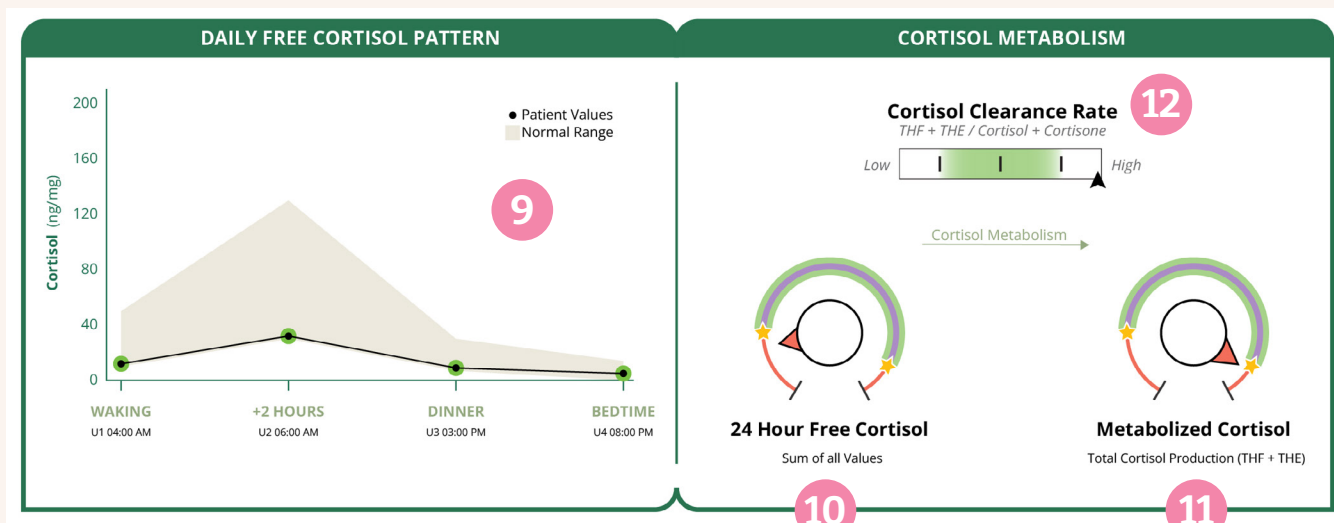 DAILY FREE CORTISOL PATTERN
Cortisol (ng/mg)
200
160
120
80
40
0
Patient Values
Normal Range
9
WAKING
U1 04:00 AM
+2 HOURS
U2 06:00 AM
DINNER
U3 03:00 PM
BEDTIME
U4 08:00 PM
CORTISOL METABOLISM
Cortisol Clearance Rate
THF + THE / Cortisol + Cortisone
12
Low
High
Cortisol Metabolism
24 Hour Free Cortisol
Sum of all Values
10
Metabolized Cortisol
Total Cortisol Production (THF + THE)
11